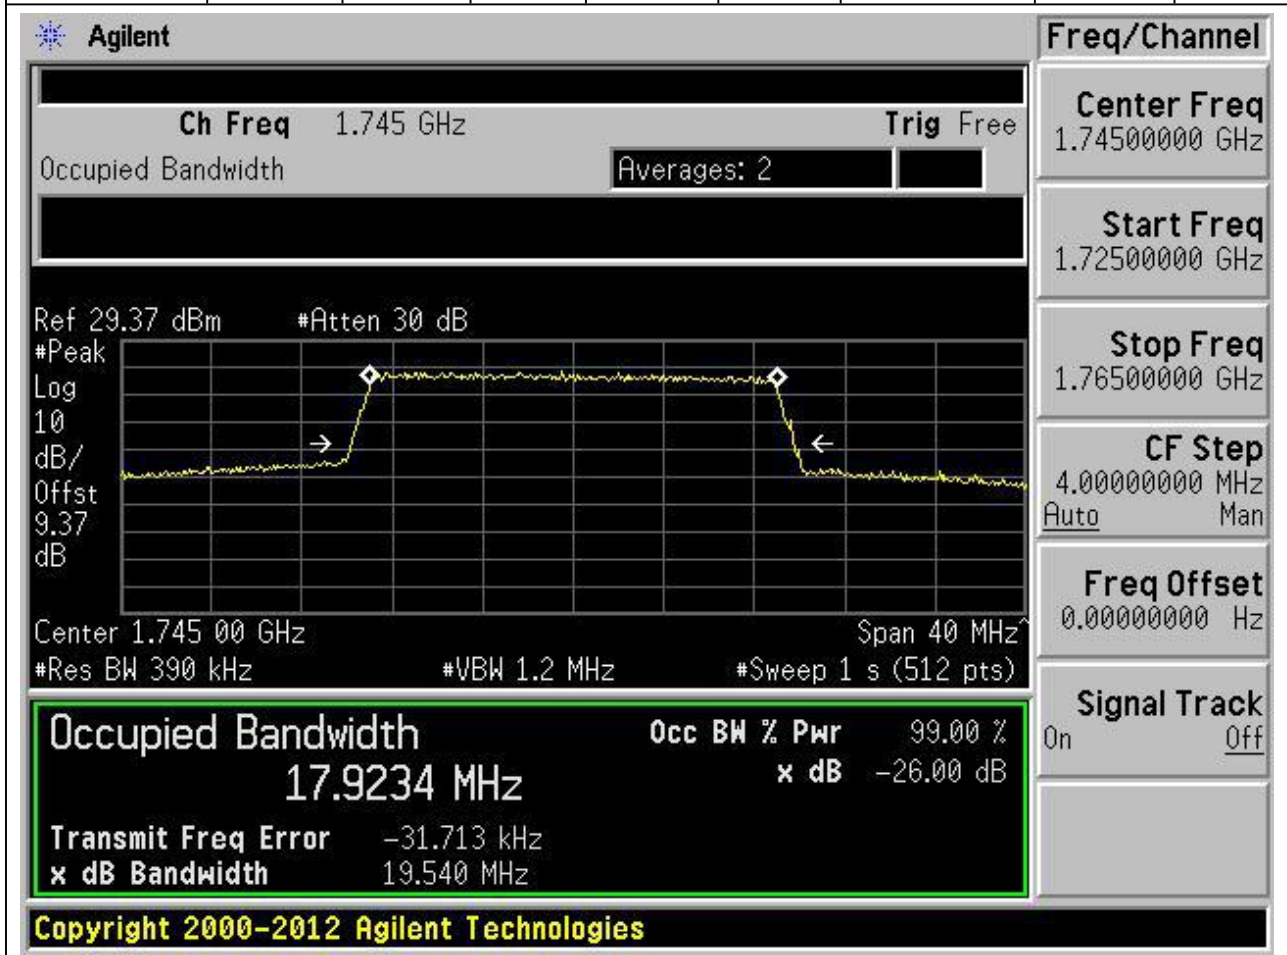 Agilent
Freq/Channel
Ch Freq 1.745 GHz Trig Free
Occupied Bandwidth Averages: 2
Center Freq
1.74500000 GHz
Start Freq
1.72500000 GHz
Stop Freq
1.76500000 GHz
CF Step
4.00000000 MHz
Auto Man
Freq Offset
0.00000000 Hz
Signal Track
On Off
Ref 29.37 dBm #Atten 30 dB
#Peak
Log
10
dB/
Offst
9.37
dB
Center 1.745 00 GHz Span 40 MHz^
#Res BW 390 kHz #VBW 1.2 MHz #Sweep 1 s (512 pts)
Occupied Bandwidth Occ BW % Pwr 99.00 %
17.9234 MHz x dB -26.00 dB
Transmit Freq Error -31.713 kHz
x dB Bandwidth 19.540 MHz
Copyright 2000-2012 Agilent Technologies